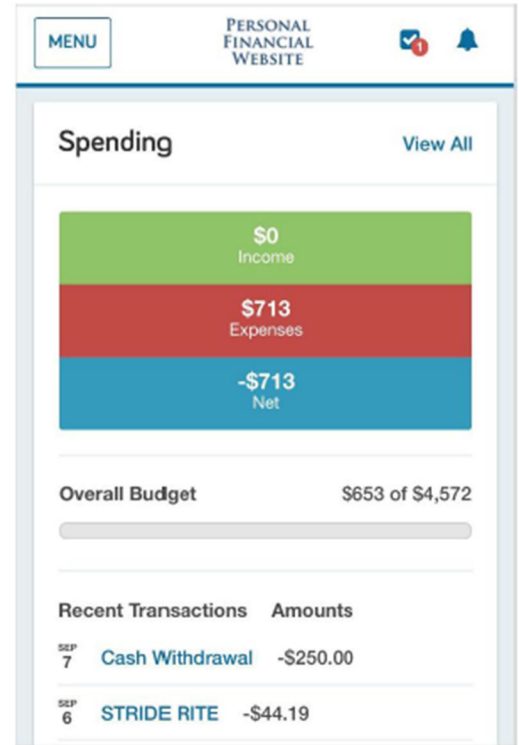 MENU
PERSONAL
FINANCIAL
WEBSITE
1
Spending
View All
$0
Income
$713
Expenses
-$713
Net
Overall Budget
$653 of $4,572
Recent Transactions Amounts
SEP
7
Cash Withdrawal -$250.00
SEP
6
STRIDE RITE -$44.19